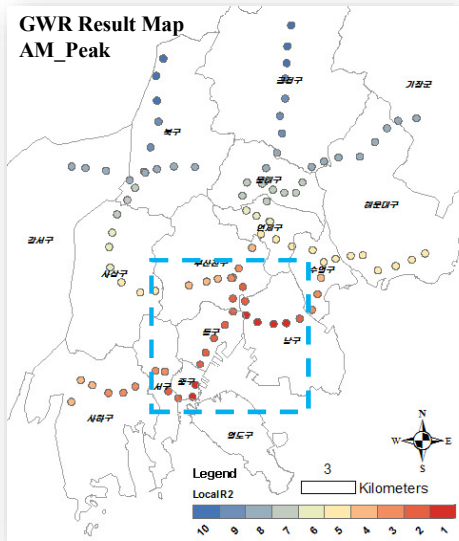 GWR Result Map
AM_Peak
기장군
금정구
북구
동래구
해운대구
연제구
강서구
부산진구
수영구
사상구
동구
남구
중구
서구
사하구
영도구
N
W E
S
Legend
3
Kilometers
LocalR2
10 9 8 7 6 5 4 3 2 1